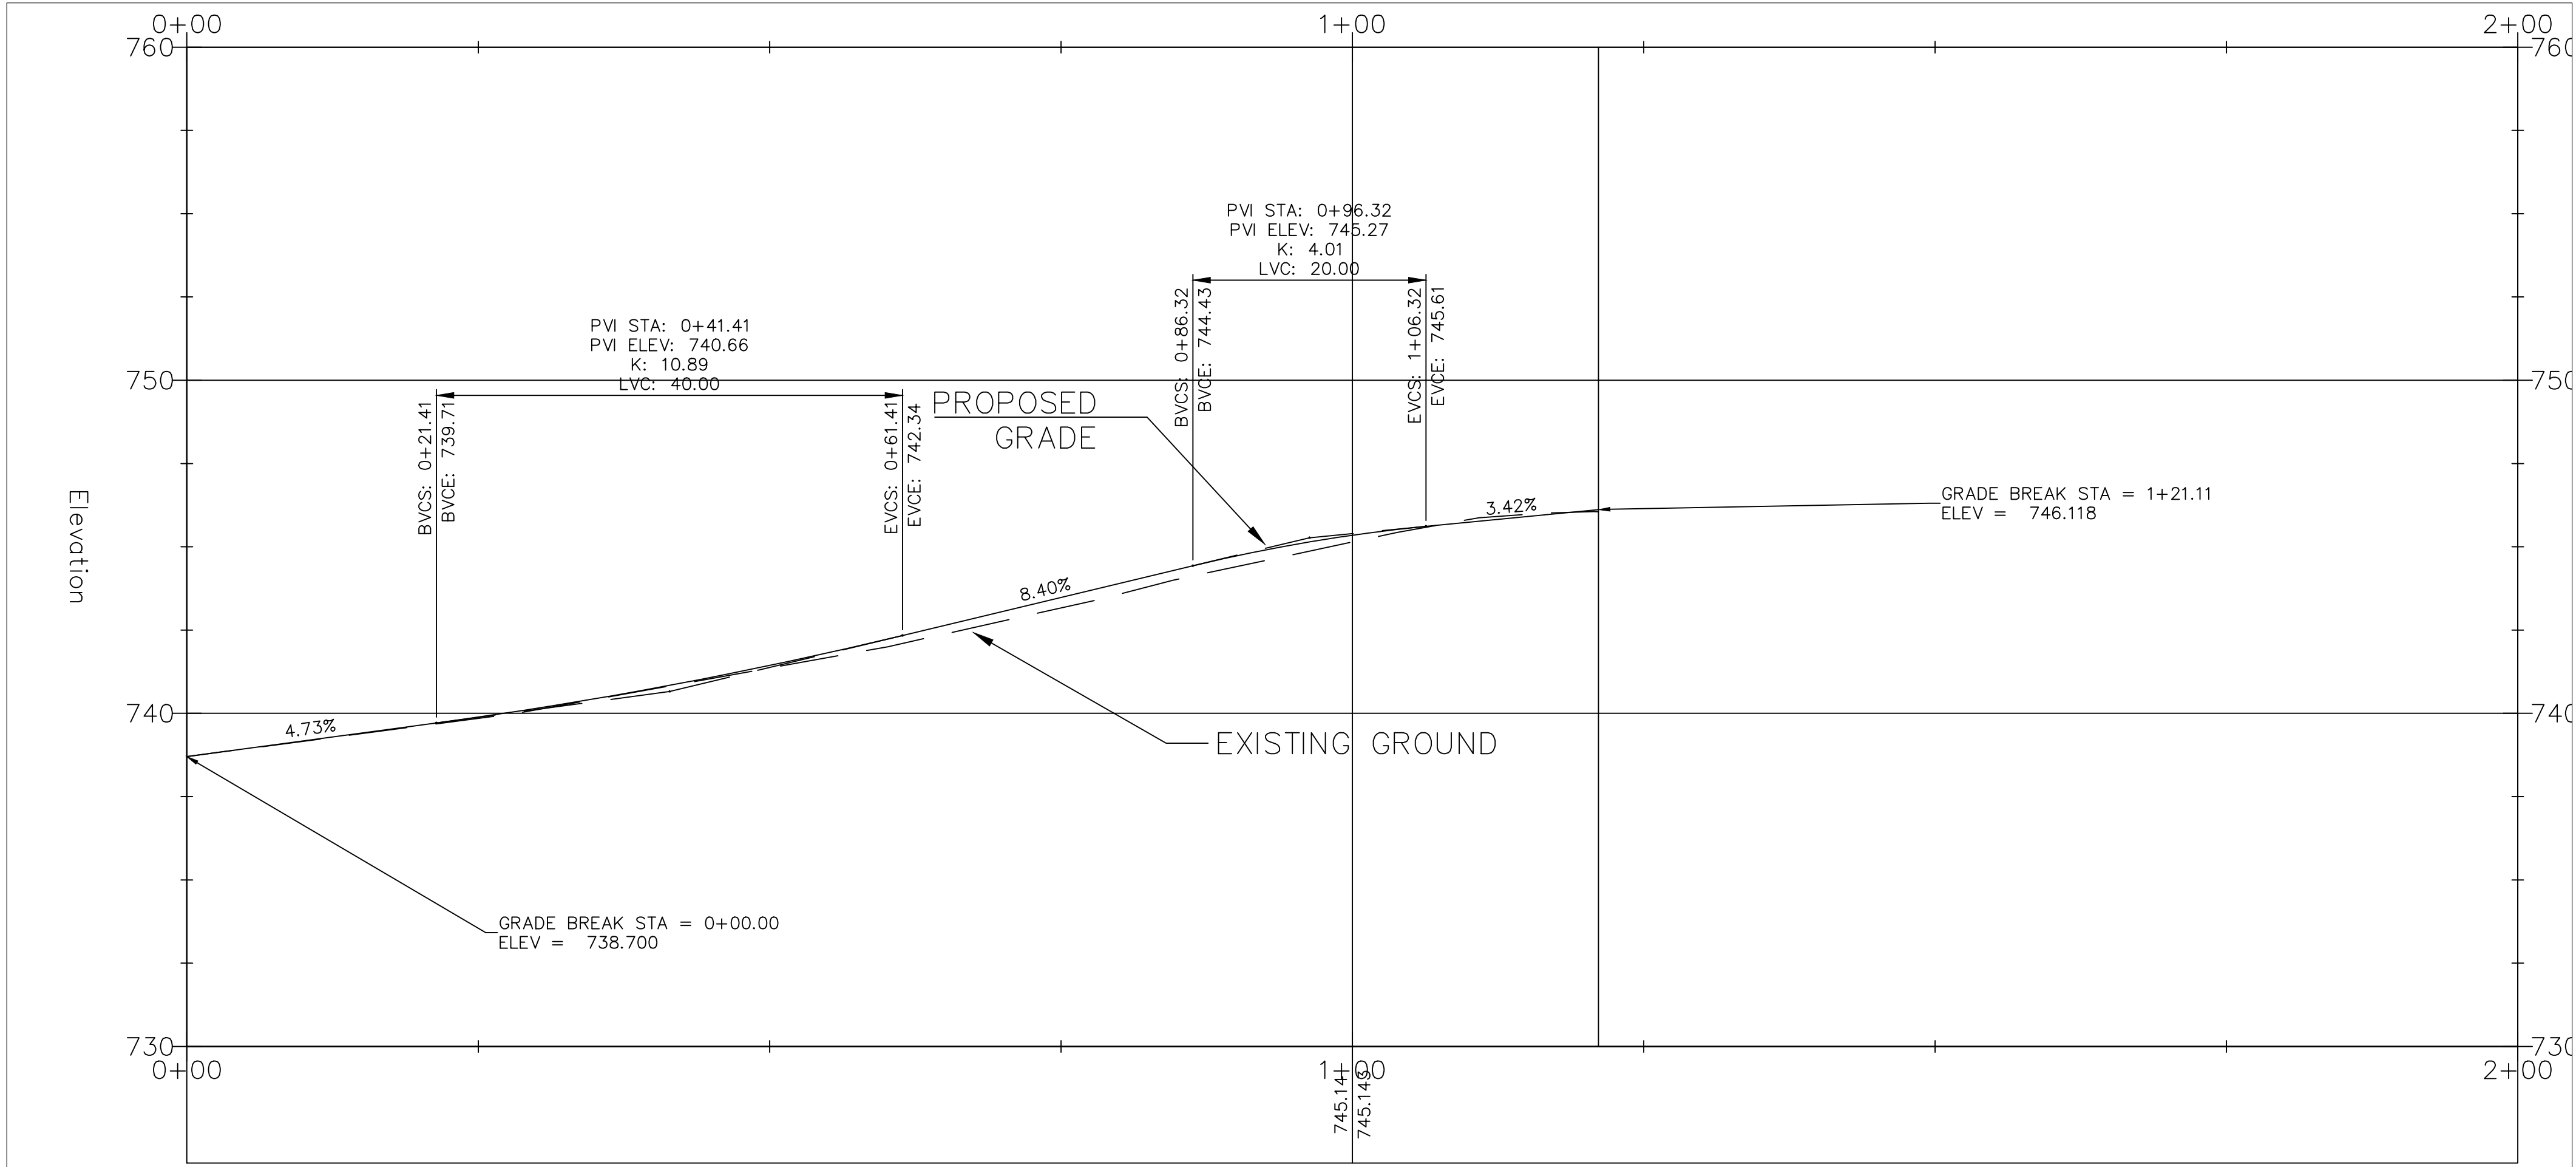 0+00
1+00
2+00
760
760
PVI STA: 0+96.32
PVI ELEV: 745.27
K: 4.01
LVC: 20.00
BVCS: 0+86.32
BVCE: 744.43
EVCS: 1+06.32
EVCE: 745.61
PVI STA: 0+41.41
PVI ELEV: 740.66
K: 10.89
LVC: 40.00
750
750
BVCS: 0+21.41
BVCE: 739.71
EVCS: 0+61.41
EVCE: 742.34
PROPOSED
GRADE
Elevation
3.42%
GRADE BREAK STA = 1+21.11
ELEV = 746.118
8.40%
4.73%
740
740
EXISTING GROUND
GRADE BREAK STA = 0+00.00
ELEV = 738.700
730
730
0+00
1+00
2+00
745.14
745.143